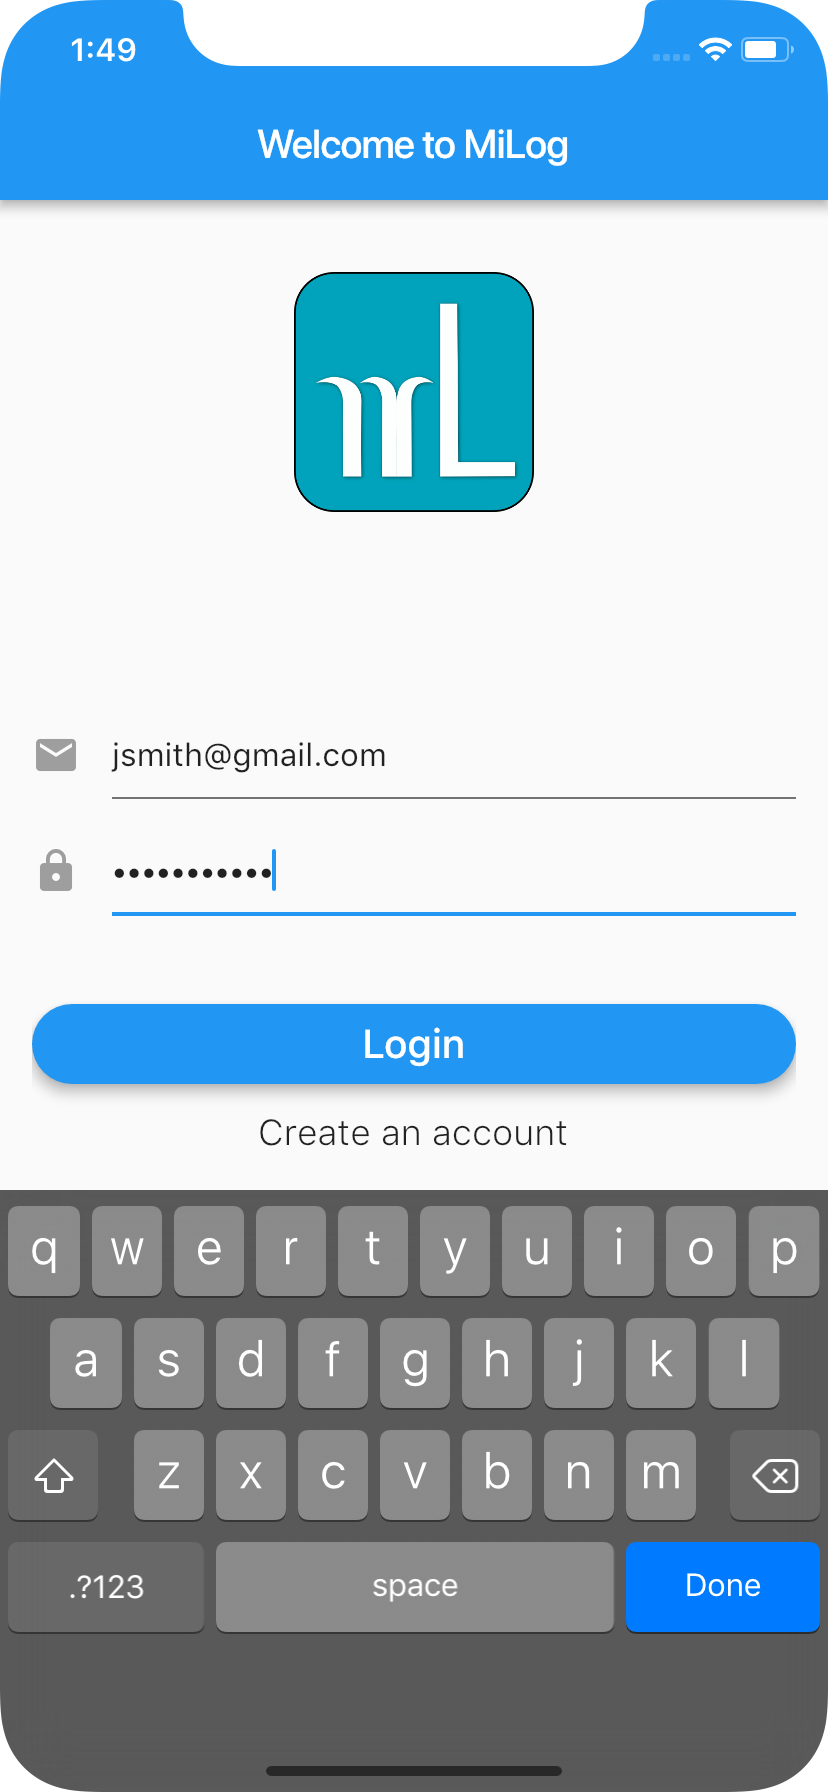 1:49
Welcome to MiLog
mL
jsmith@gmail.com
•••••••••••
Login
Create an account
q w e r t y u i o p
a s d f g h j k l
z x c v b n m
.?123 space Done